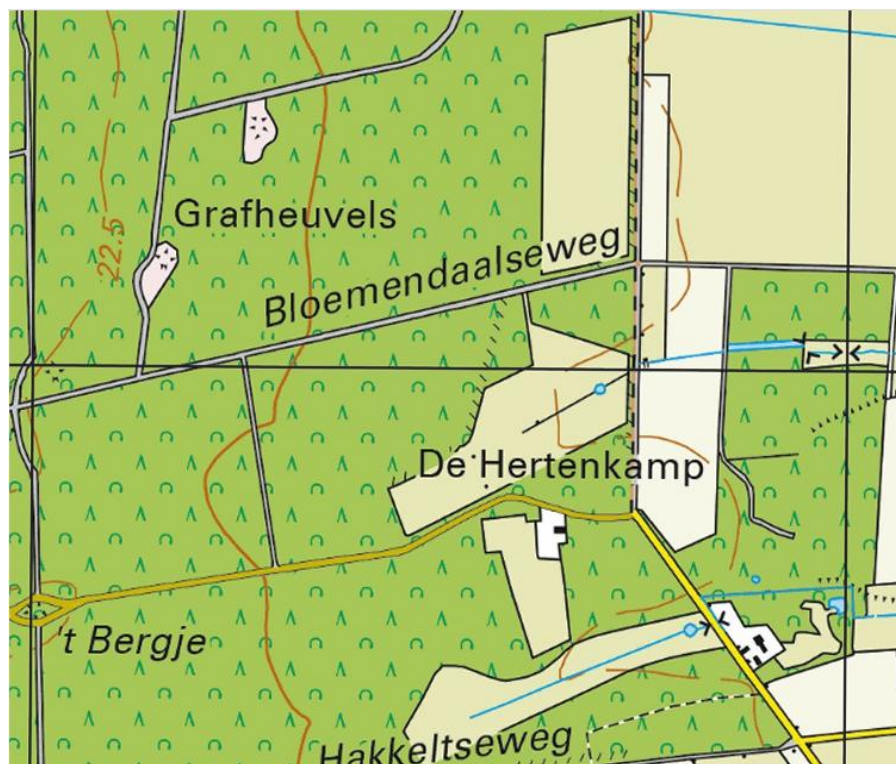 Grafheuvels
22.5
Bloemendaalseweg
De Hertenkamp
't Bergje
Hakkeltseweg